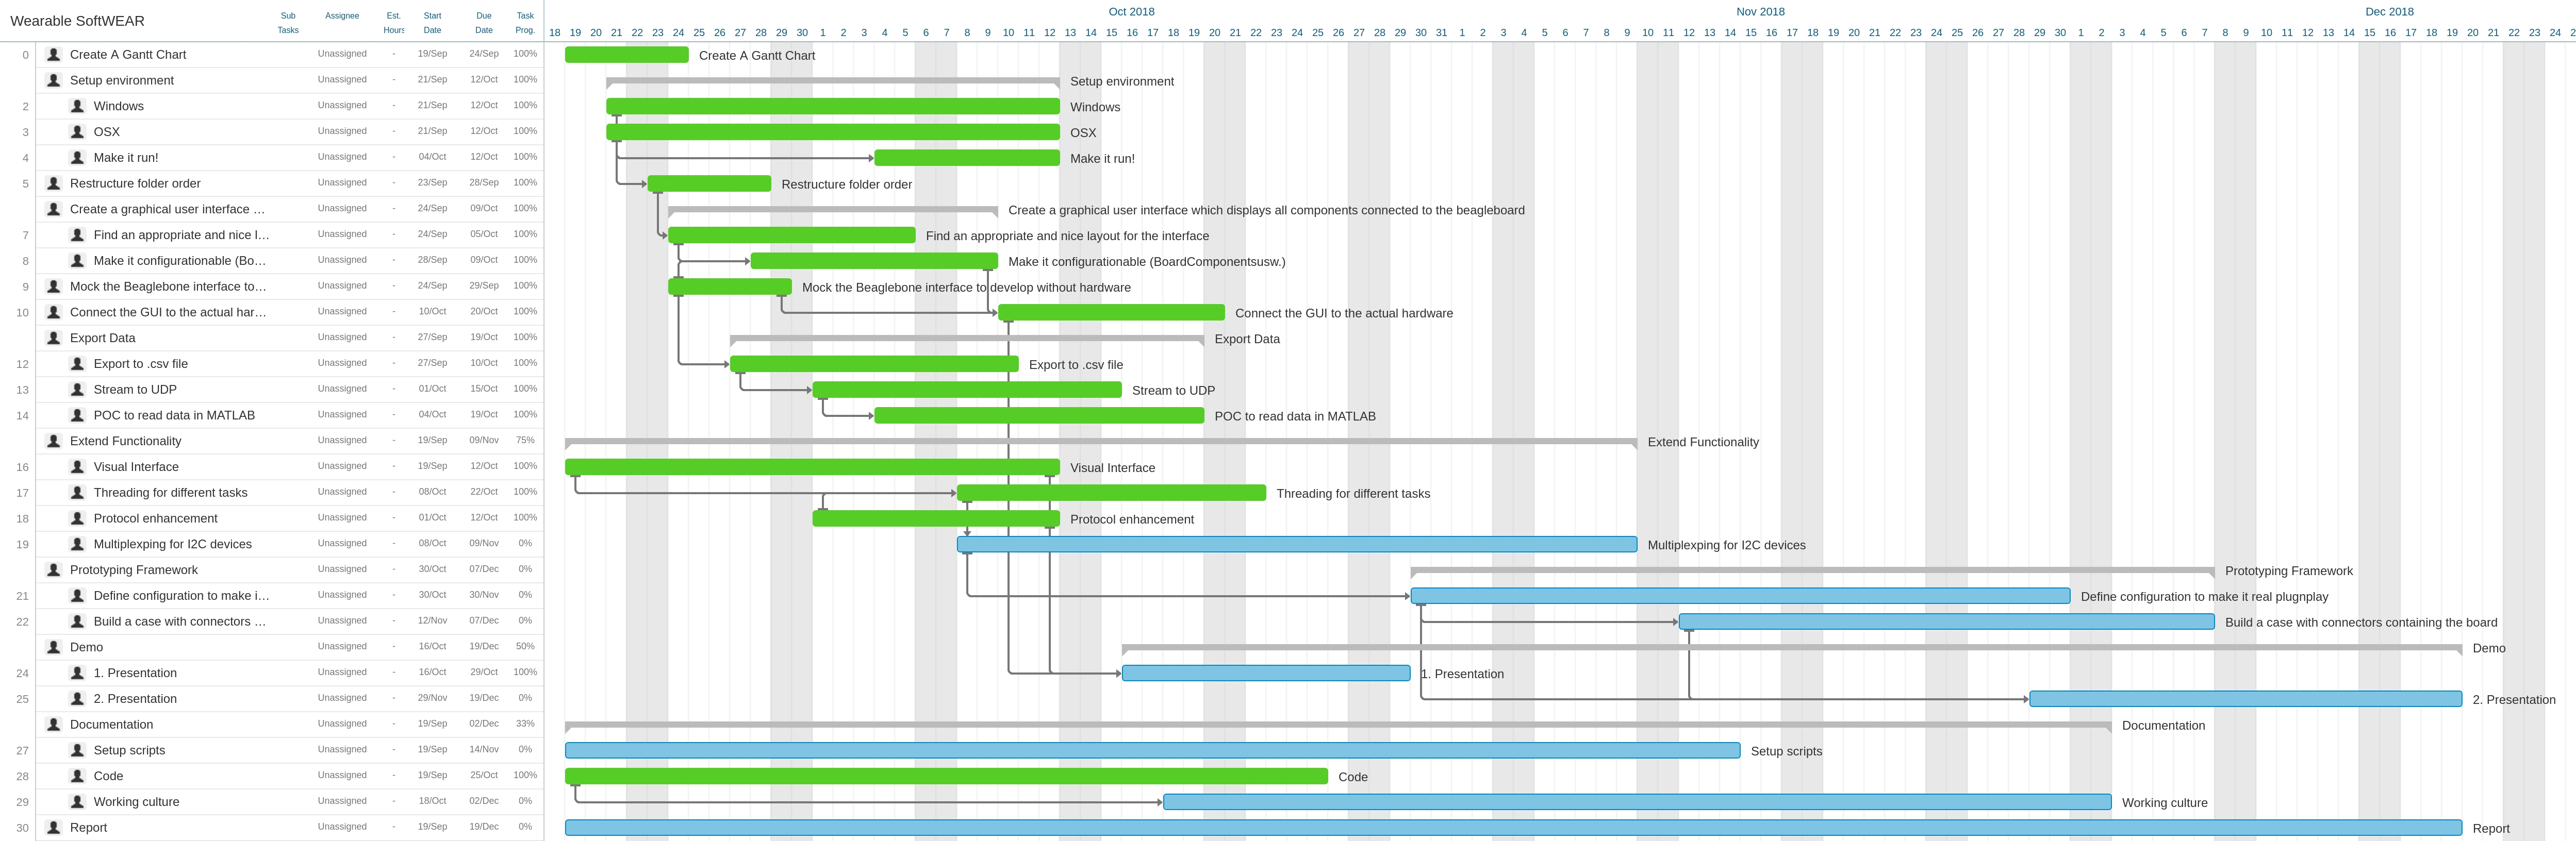 Wearable SoftWEAR Sub Tasks Assignee Est. Hours Start Date Due Date Task Prog.
Oct 2018 Nov 2018 Dec 2018
18 19 20 21 22 23 24 25 26 27 28 29 30 1 2 3 4 5 6 7 8 9 10 11 12 13 14 15 16 17 18 19 20 21 22 23 24 25 26 27 28 29 30 31 1 2 3 4 5 6 7 8 9 10 11 12 13 14 15 16 17 18 19 20 21 22 23 24 25 26 27 28 29 30 1 2 3 4 5 6 7 8 9 10 11 12 13 14 15 16 17 18 19 20 21 22 23 24 2
0 Create A Gantt Chart Unassigned - 19/Sep 24/Sep 100% Create A Gantt Chart
Setup environment Unassigned - 21/Sep 12/Oct 100% Setup environment
2 Windows Unassigned - 21/Sep 12/Oct 100% Windows
3 OSX Unassigned - 21/Sep 12/Oct 100% OSX
4 Make it run! Unassigned - 04/Oct 12/Oct 100% Make it run!
5 Restructure folder order Unassigned - 23/Sep 28/Sep 100% Restructure folder order
Create a graphical user interface ... Unassigned - 24/Sep 09/Oct 100% Create a graphical user interface which displays all components connected to the beagleboard
7 Find an appropriate and nice l... Unassigned - 24/Sep 05/Oct 100% Find an appropriate and nice layout for the interface
8 Make it configurationable (Bo... Unassigned - 28/Sep 09/Oct 100% Make it configurationable (BoardComponentsusw.)
9 Mock the Beaglebone interface to... Unassigned - 24/Sep 29/Sep 100% Mock the Beaglebone interface to develop without hardware
10 Connect the GUI to the actual har... Unassigned - 10/Oct 20/Oct 100% Connect the GUI to the actual hardware
Export Data Unassigned - 27/Sep 19/Oct 100% Export Data
12 Export to .csv file Unassigned - 27/Sep 10/Oct 100% Export to .csv file
13 Stream to UDP Unassigned - 01/Oct 15/Oct 100% Stream to UDP
14 POC to read data in MATLAB Unassigned - 04/Oct 19/Oct 100% POC to read data in MATLAB
Extend Functionality Unassigned - 19/Sep 09/Nov 75% Extend Functionality
16 Visual Interface Unassigned - 19/Sep 12/Oct 100% Visual Interface
17 Threading for different tasks Unassigned - 08/Oct 22/Oct 100% Threading for different tasks
18 Protocol enhancement Unassigned - 01/Oct 12/Oct 100% Protocol enhancement
19 Multiplexping for I2C devices Unassigned - 08/Oct 09/Nov 0% Multiplexping for I2C devices
Prototyping Framework Unassigned - 30/Oct 07/Dec 0% Prototyping Framework
21 Define configuration to make i... Unassigned - 30/Oct 30/Nov 0% Define configuration to make it real plugnplay
22 Build a case with connectors ... Unassigned - 12/Nov 07/Dec 0% Build a case with connectors containing the board
Demo Unassigned - 16/Oct 19/Dec 50% Demo
24 1. Presentation Unassigned - 16/Oct 29/Oct 100% 1. Presentation
25 2. Presentation Unassigned - 29/Nov 19/Dec 0% 2. Presentation
Documentation Unassigned - 19/Sep 02/Dec 33% Documentation
27 Setup scripts Unassigned - 19/Sep 14/Nov 0% Setup scripts
28 Code Unassigned - 19/Sep 25/Oct 100% Code
29 Working culture Unassigned - 18/Oct 02/Dec 0% Working culture
30 Report Unassigned - 19/Sep 19/Dec 0% Report